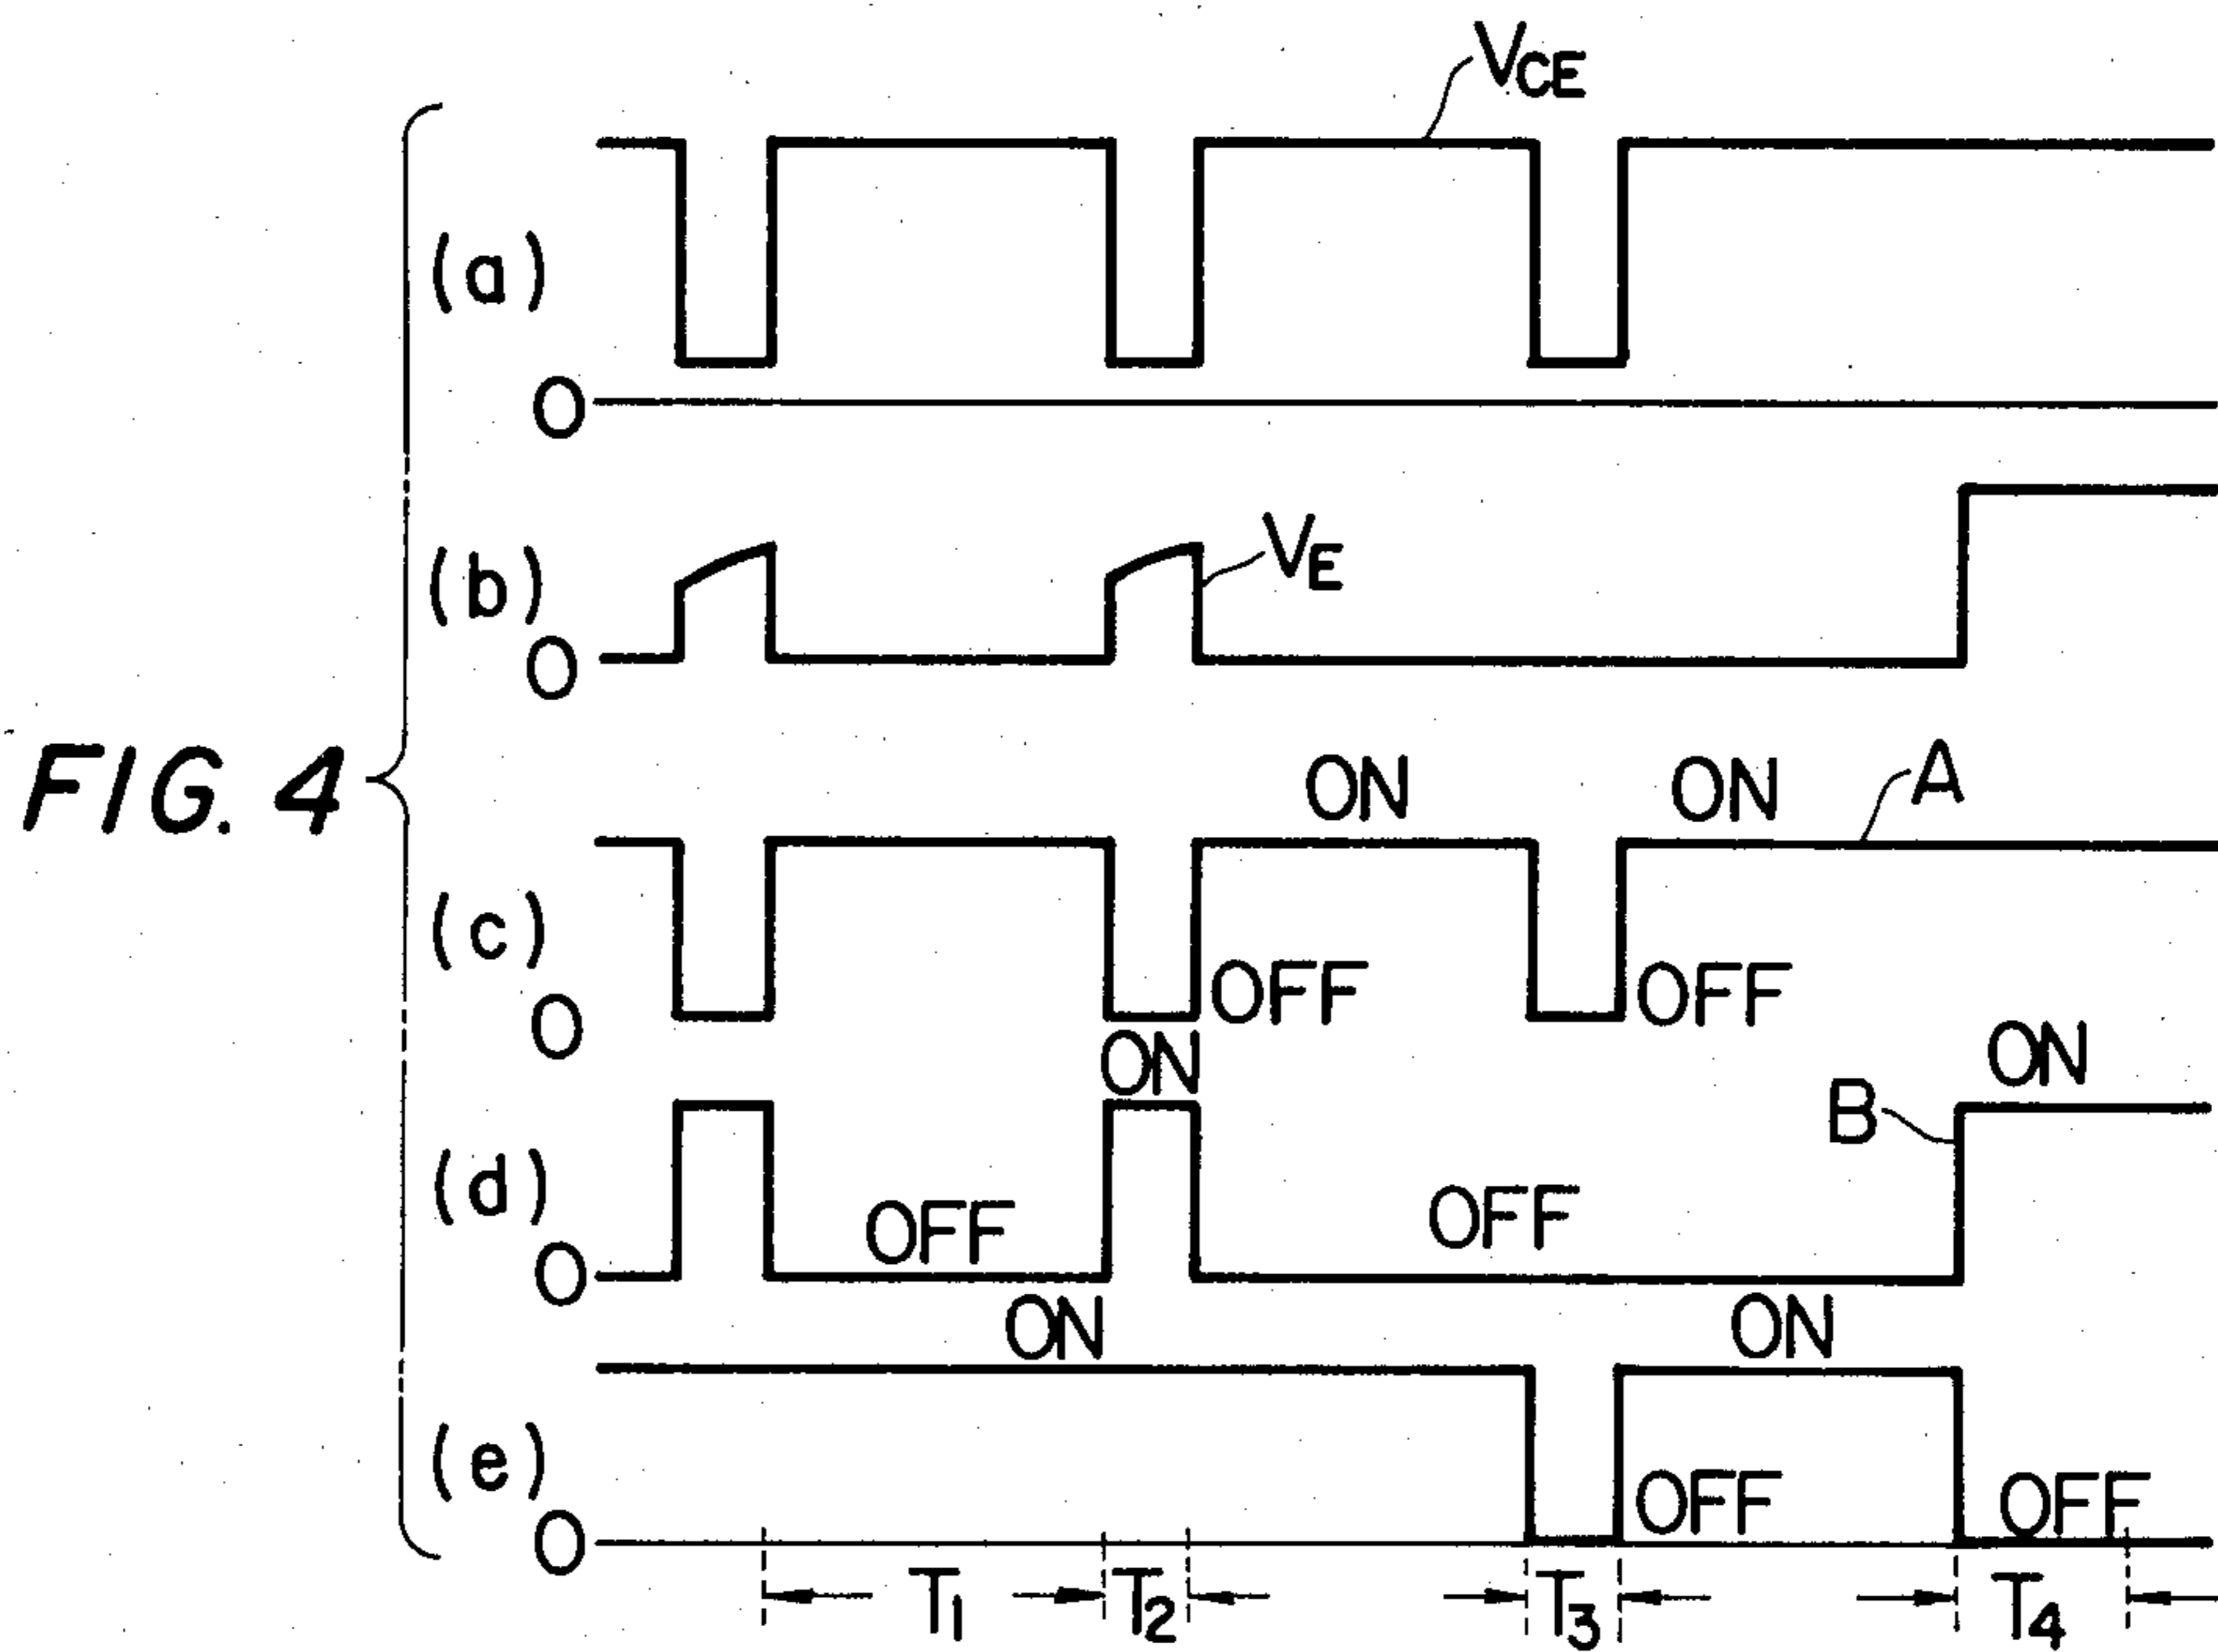 FIG. 4
VCE
(a)
O
(b)
VE
O
ON ON A
(c)
OFF OFF
O
ON ON
B
(d)
OFF OFF
O
ON ON
(e)
OFF OFF
O
T1 T2 T3 T4